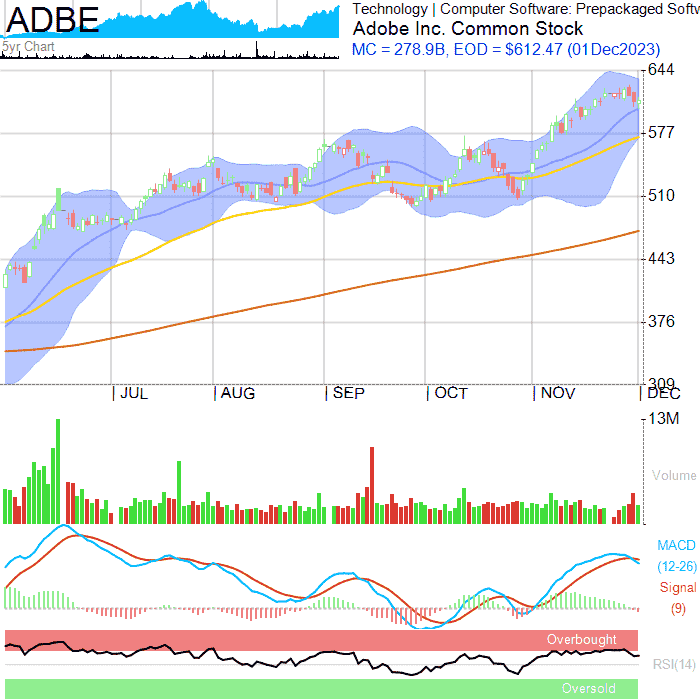 ADBE
5yr Chart
Technology | Computer Software: Prepackaged Softw
Adobe Inc. Common Stock
MC = 278.9B, EOD = $612.47 (01Dec2023)
644
577
510
443
376
309
JUL AUG SEP OCT NOV DEC
13M
Volume
MACD
(12-26)
Signal
(9)
Overbought
RSI(14)
Oversold